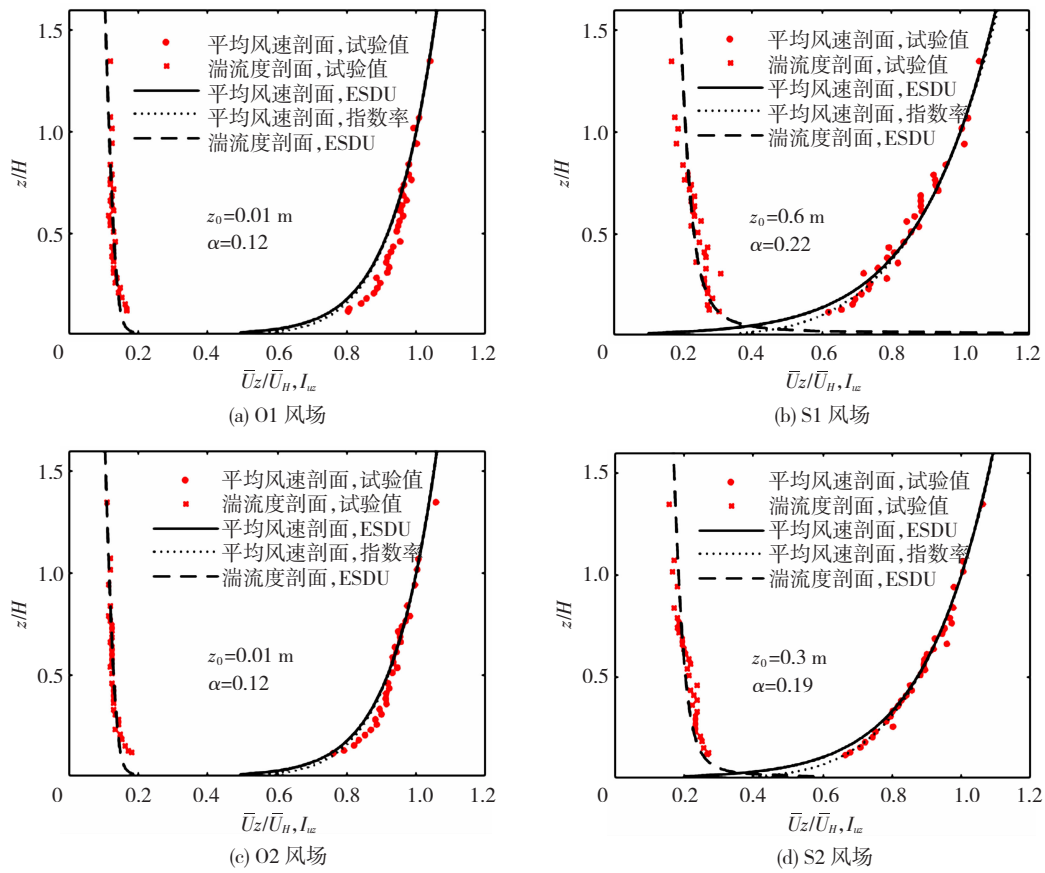 1.5
1.0
0.5
z/H
平均风速剖面,试验值
湍流度剖面,试验值
平均风速剖面,ESDU
平均风速剖面,指数率
湍流度剖面,ESDU
z₀=0.01 m
α=0.12
0 0.2 0.4 0.6 0.8 1.0 1.2
U̅z/U̅_H, I_uz
(a) O1 风场
1.5
1.0
0.5
z/H
平均风速剖面,试验值
湍流度剖面,试验值
平均风速剖面,ESDU
平均风速剖面,指数率
湍流度剖面,ESDU
z₀=0.6 m
α=0.22
0 0.2 0.4 0.6 0.8 1.0 1.2
U̅z/U̅_H, I_uz
(b) S1 风场
1.5
1.0
0.5
z/H
平均风速剖面,试验值
湍流度剖面,试验值
平均风速剖面,ESDU
平均风速剖面,指数率
湍流度剖面,ESDU
z₀=0.01 m
α=0.12
0 0.2 0.4 0.6 0.8 1.0 1.2
U̅z/U̅_H, I_uz
(c) O2 风场
1.5
1.0
0.5
z/H
平均风速剖面,试验值
湍流度剖面,试验值
平均风速剖面,ESDU
平均风速剖面,指数率
湍流度剖面,ESDU
z₀=0.3 m
α=0.19
0 0.2 0.4 0.6 0.8 1.0 1.2
U̅z/U̅_H, I_uz
(d) S2 风场